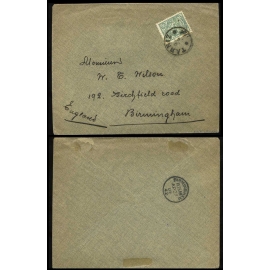 Monsieur
W. E. Wilson
192. Birchfield road
Birmingham
England